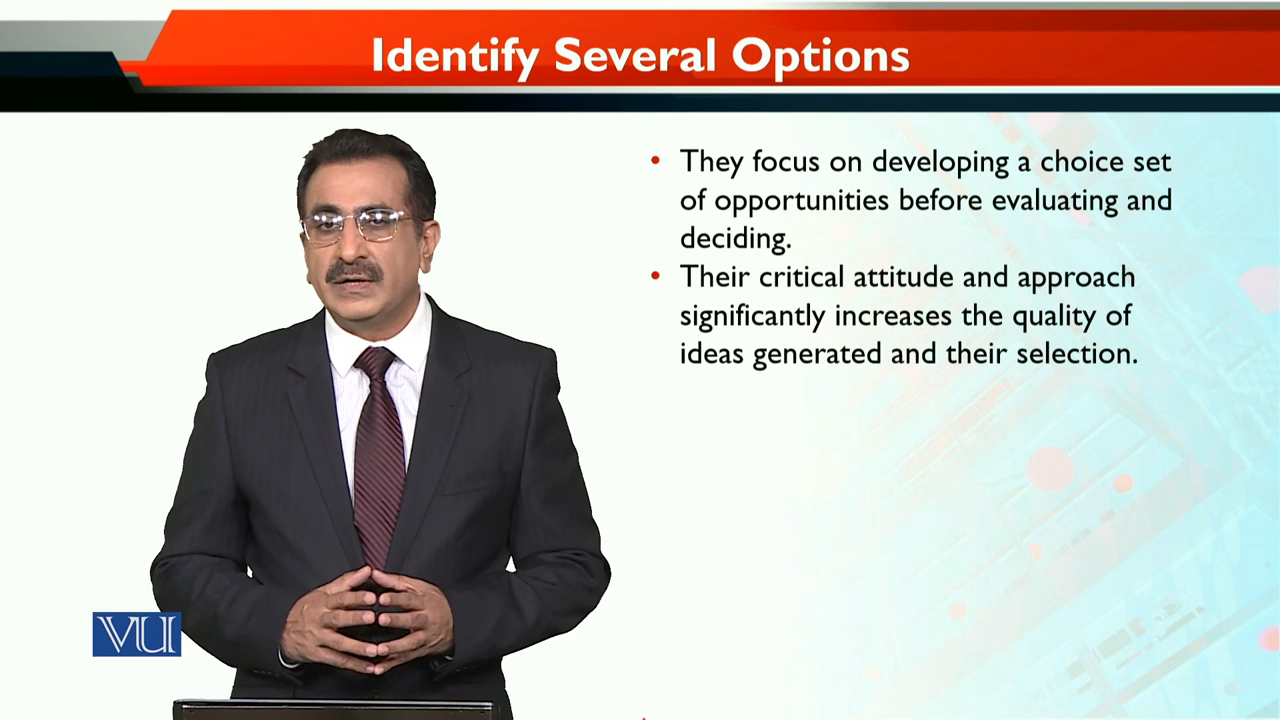 Identify Several Options
• They focus on developing a choice set
of opportunities before evaluating and
deciding.
• Their critical attitude and approach
significantly increases the quality of
ideas generated and their selection.
VU